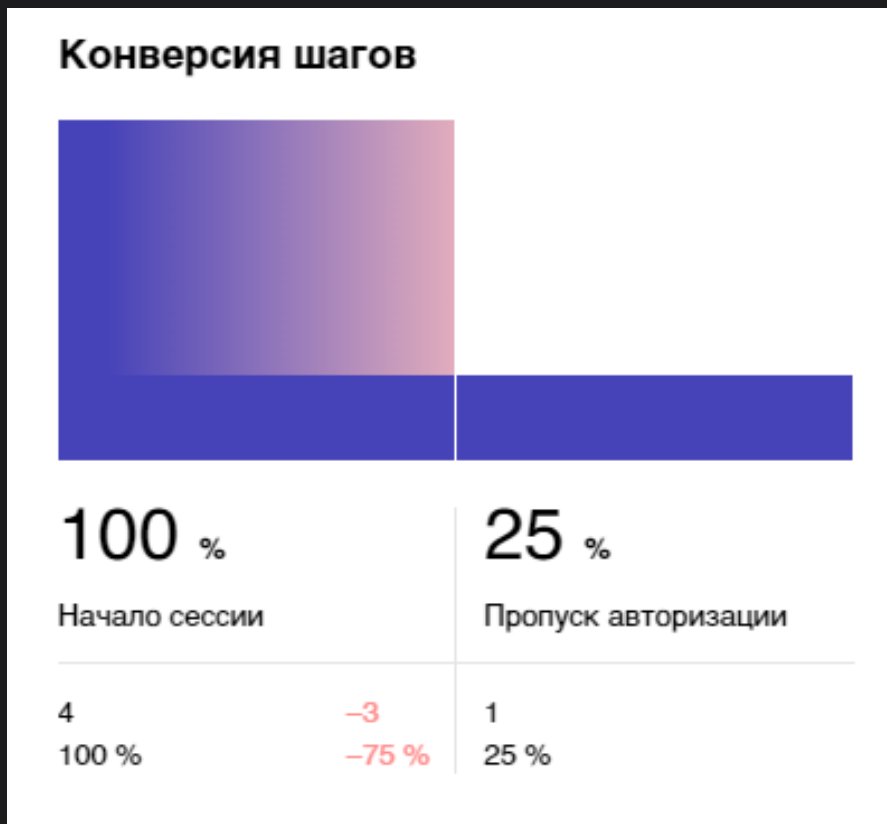 Конверсия шагов
100 %
25 %
Начало сессии
Пропуск авторизации
4
–3
1
100 %
–75 %
25 %